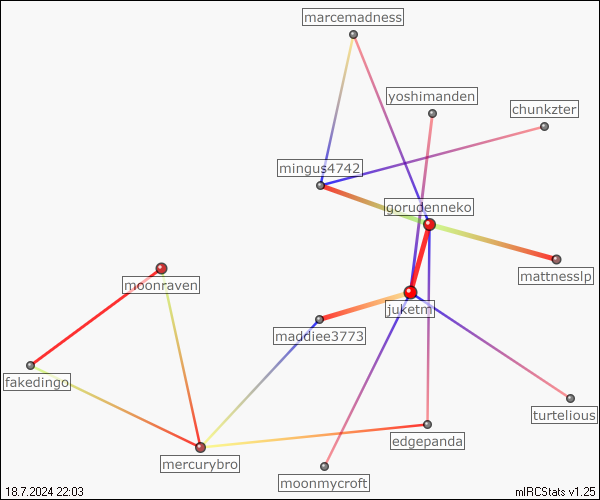 marcemadness
yoshimanden
chunkzter
mingus4742
gorudenneko
mattnesslp
moonraven
juketm
maddiee3773
fakedingo
turtelious
edgepanda
mercurybro
moonmycroft
18.7.2024 22:03
mIRCStats v1.25